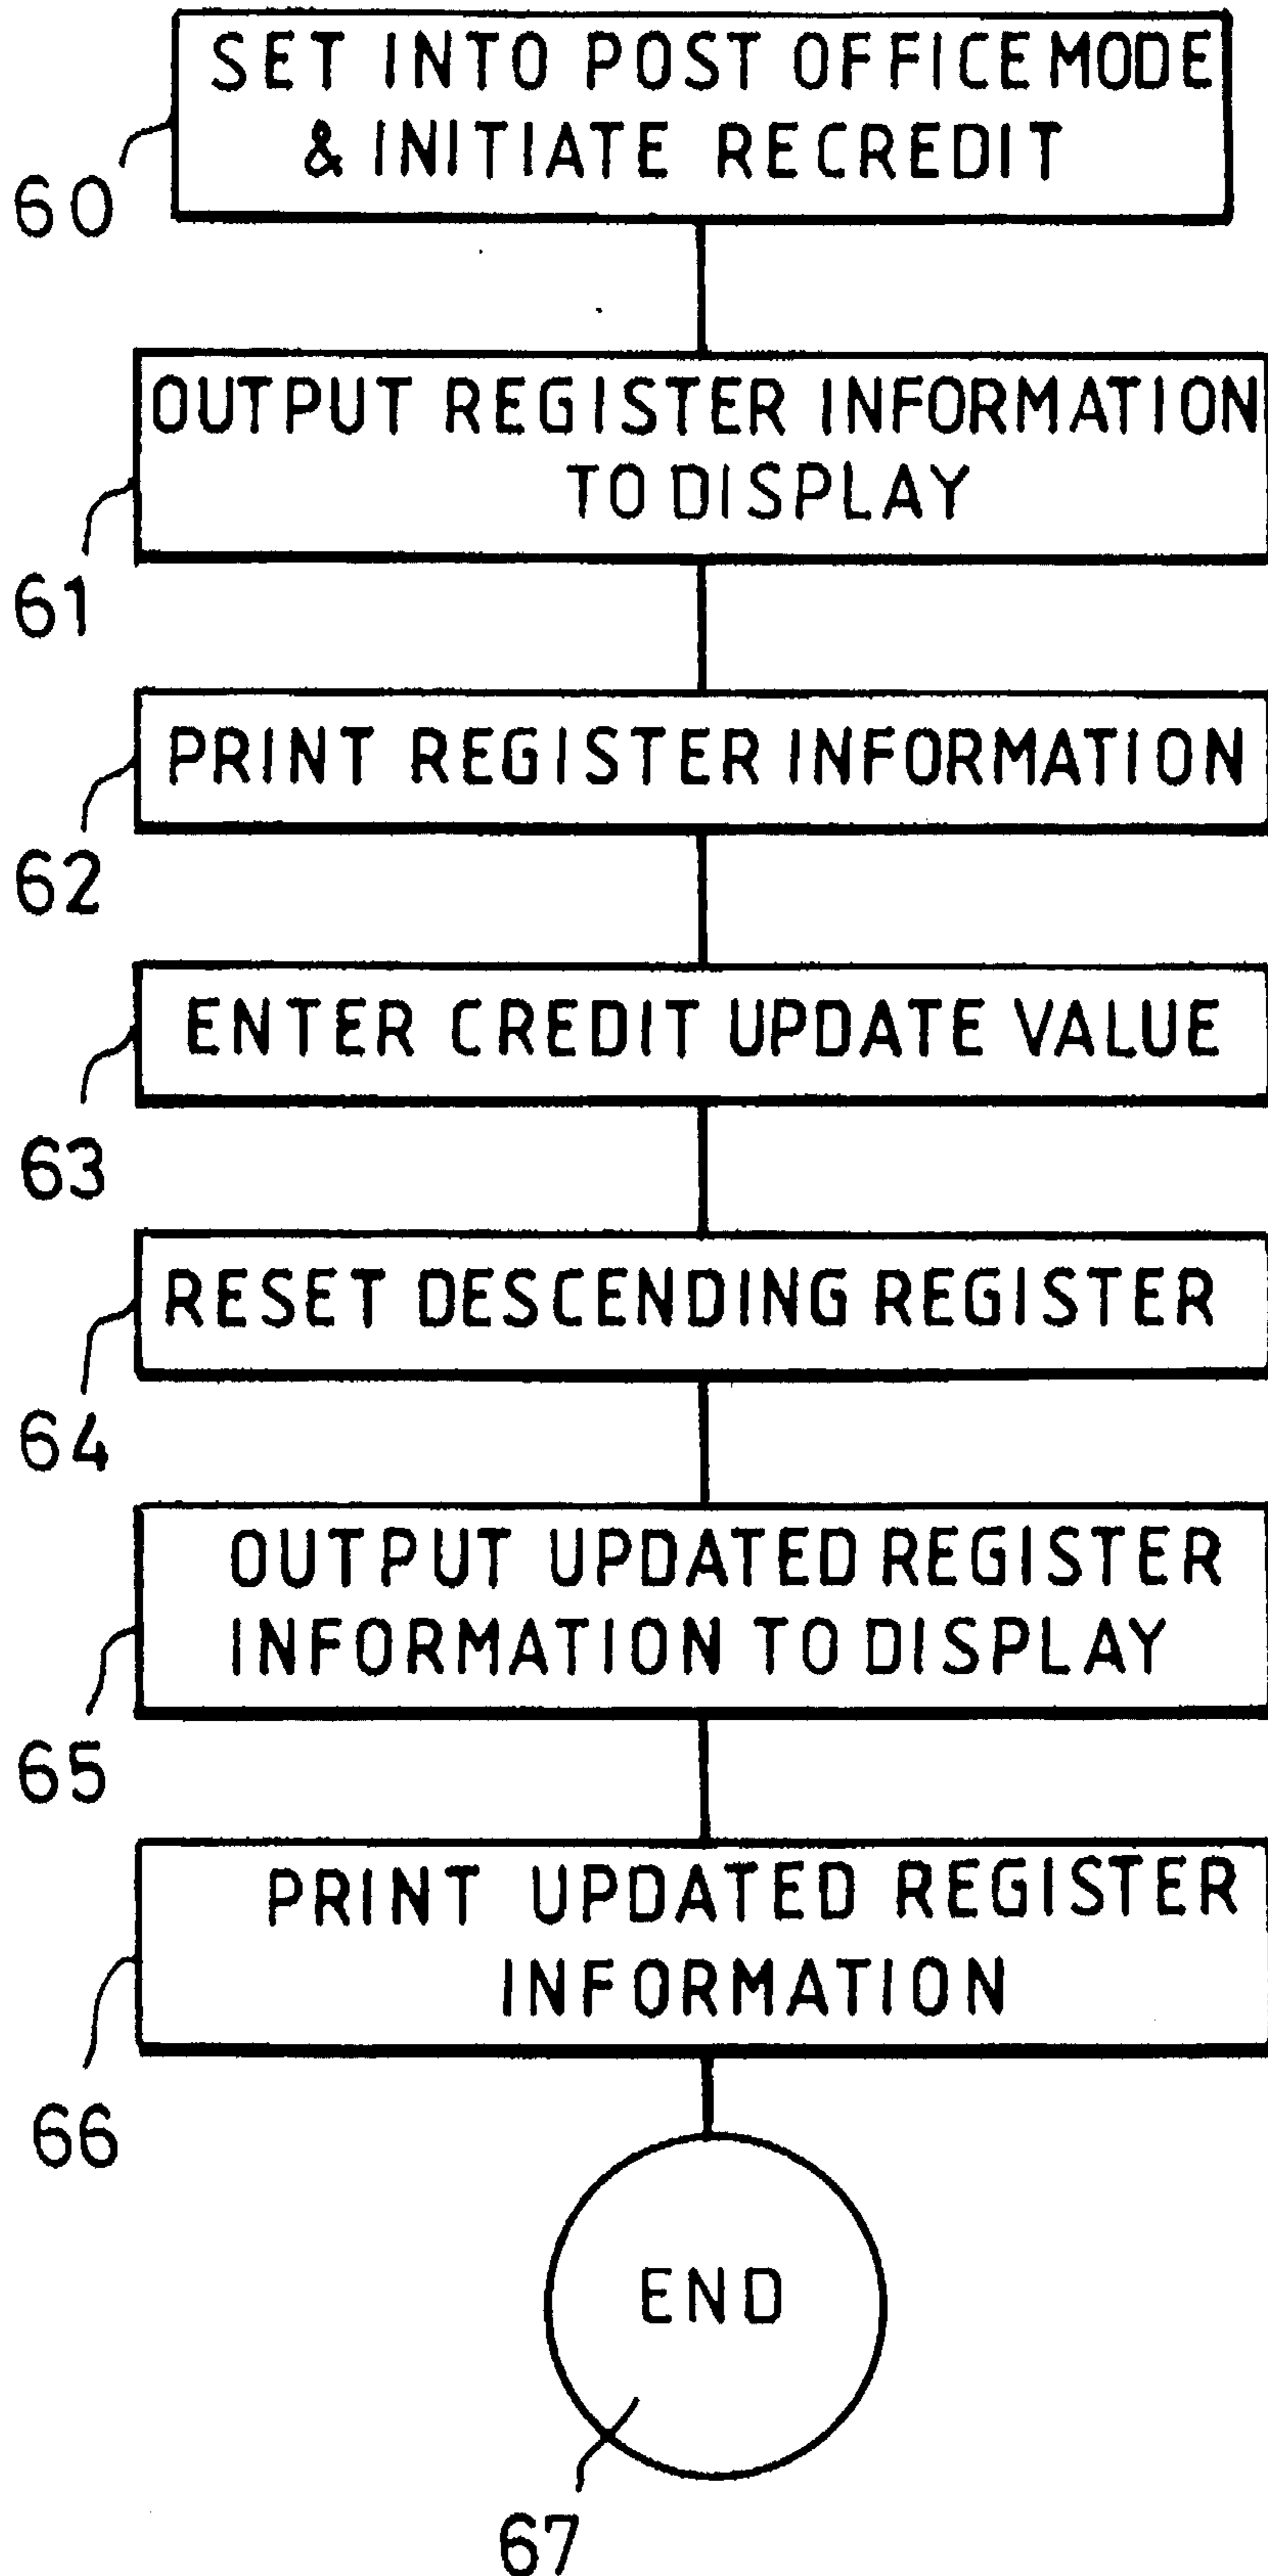 SET INTO POST OFFICE MODE
& INITIATE RECREDIT
60
OUTPUT REGISTER INFORMATION
TO DISPLAY
61
PRINT REGISTER INFORMATION
62
ENTER CREDIT UPDATE VALUE
63
RESET DESCENDING REGISTER
64
OUTPUT UPDATED REGISTER
INFORMATION TO DISPLAY
65
PRINT UPDATED REGISTER
INFORMATION
66
END
67